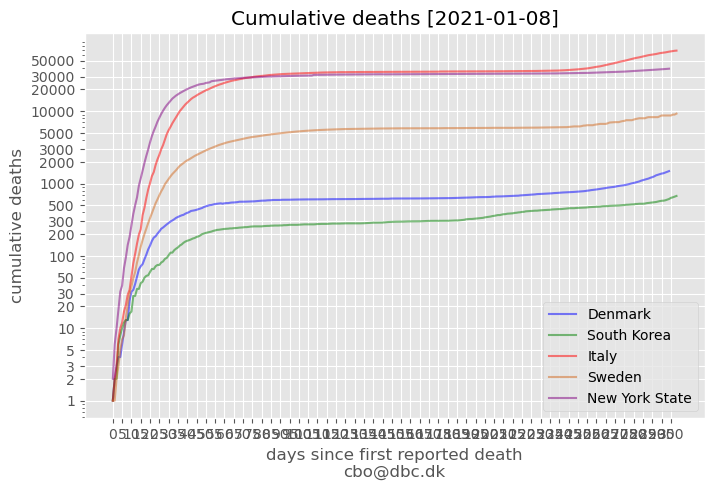 Cumulative deaths [2021-01-08]
50000
30000
20000
10000
5000
3000
2000
1000
500
300
200
100
50
30
20
10
5
3
2
1
cumulative deaths
Denmark
South Korea
Italy
Sweden
New York State
days since first reported death
cbo@dbc.dk